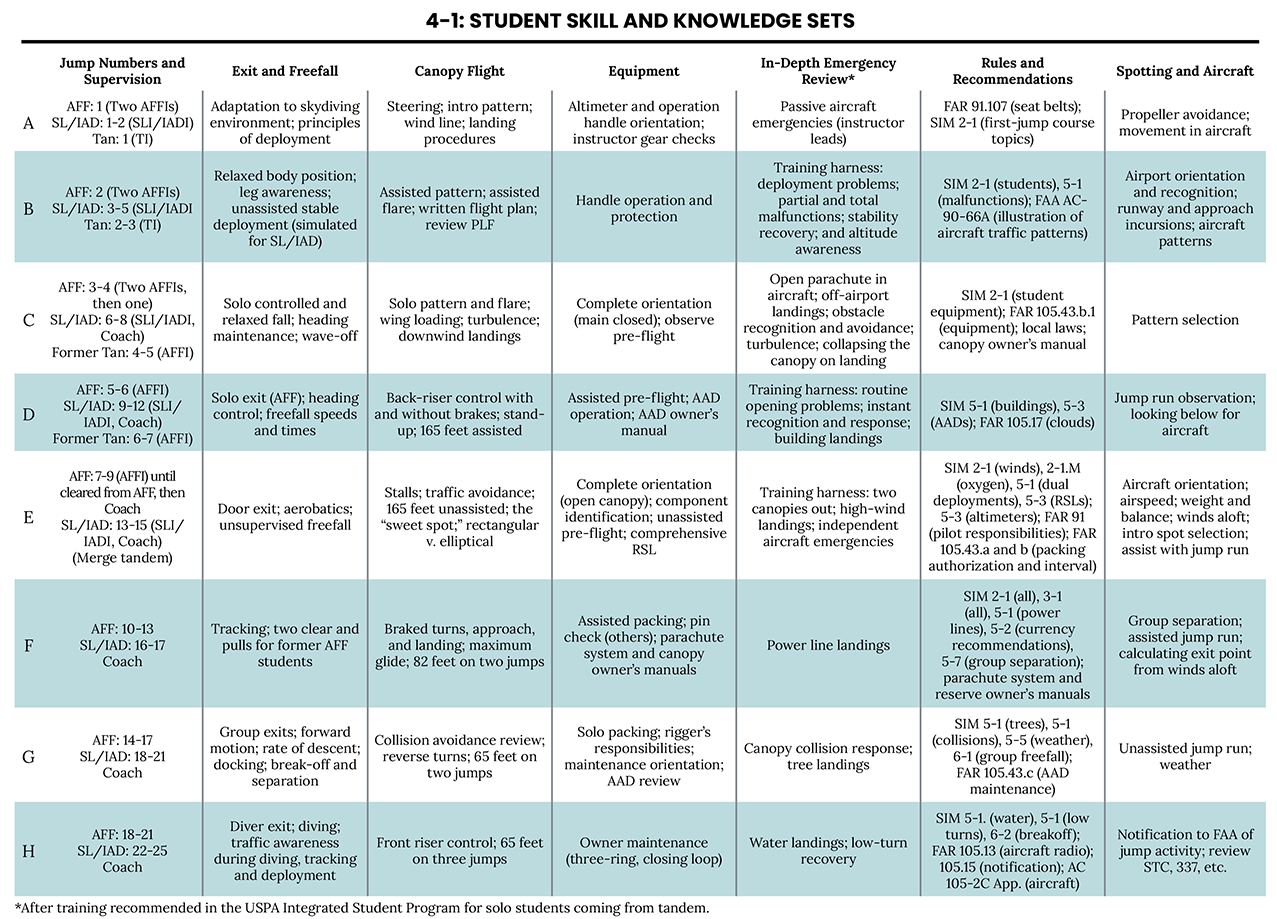 4-1: STUDENT SKILL AND KNOWLEDGE SETS
Jump Numbers and
Supervision
Exit and Freefall
Canopy Flight
Equipment
In-Depth Emergency
Review*
Rules and
Recommendations
Spotting and Aircraft
A
AFF: 1 (Two AFFIs)
SL/IAD: 1-2 (SLI/IADI)
Tan: 1 (TI)
Adaptation to skydiving
environment; principles
of deployment
Steering; intro pattern;
wind line; landing
procedures
Altimeter and operation
handle orientation;
instructor gear checks
Passive aircraft
emergencies (instructor
leads)
FAR 91.107 (seat belts);
SIM 2-1 (first-jump course
topics)
Propeller avoidance;
movement in aircraft
B
AFF: 2 (Two AFFIs)
SL/IAD: 3-5 (SLI/IADI
Tan: 2-3 (TI)
Relaxed body position;
leg awareness;
unassisted stable
deployment (simulated
for SL/IAD)
Assisted pattern; assisted
flare; written flight plan;
review PLF
Handle operation and
protection
Training harness:
deployment problems;
partial and total
malfunctions; stability
recovery; and altitude
awareness
SIM 2-1 (students), 5-1
(malfunctions); FAA AC-
90-66A (illustration of
aircraft traffic patterns)
Airport orientation
and recognition;
runway and approach
incursions; aircraft
patterns
C
AFF: 3-4 (Two AFFIs,
then one)
SL/IAD: 6-8 (SLI/IADI,
Coach)
Former Tan: 4-5 (AFFI)
Solo controlled and
relaxed fall; heading
maintenance; wave-off
Solo pattern and flare;
wing loading; turbulence;
downwind landings
Complete orientation
(main closed); observe
pre-flight
Open parachute in
aircraft; off-airport
landings; obstacle
recognition and avoidance;
turbulence; collapsing the
canopy on landing
SIM 2-1 (student
equipment); FAR 105.43.b.1
(equipment); local laws;
canopy owner's manual
Pattern selection
D
AFF: 5-6 (AFFI)
SL/IAD: 9-12 (SLI/
IADI, Coach)
Former Tan: 6-7 (AFFI)
Solo exit (AFF); heading
control; freefall speeds
and times
Back-riser control with
and without brakes; stand-
up; 165 feet assisted
Assisted pre-flight; AAD
operation; AAD owner's
manual
Training harness: routine
opening problems; instant
recognition and response;
building landings
SIM 5-1 (buildings), 5-3
(AADs); FAR 105.17 (clouds)
Jump run observation;
looking below for
aircraft
E
AFF: 7-9 (AFFI) until
cleared from AFF, then
Coach
SL/IAD: 13-15 (SLI/
IADI, Coach)
(Merge tandem)
Door exit; aerobatics;
unsupervised freefall
Stalls; traffic avoidance;
165 feet unassisted; the
“sweet spot;” rectangular
v. elliptical
Complete orientation
(open canopy); component
identification; unassisted
pre-flight; comprehensive
RSL
Training harness: two
canopies out; high-wind
landings; independent
aircraft emergencies
SIM 2-1 (winds), 2-1.M
(oxygen), 5-1 (dual
deployments), 5-3 (RSLs);
5-3 (altimeters); FAR 91
(pilot responsibilities); FAR
105.43.a and b (packing
authorization and interval)
Aircraft orientation;
airspeed; weight and
balance; winds aloft;
intro spot selection;
assist with jump run
F
AFF: 10-13
SL/IAD: 16-17
Coach
Tracking; two clear and
pulls for former AFF
students
Braked turns, approach,
and landing; maximum
glide; 82 feet on two jumps
Assisted packing; pin
check (others); parachute
system and canopy
owner's manuals
Power line landings
SIM 2-1 (all), 3-1
(all), 5-1 (power
lines), 5-2 (currency
recommendations),
5-7 (group separation);
parachute system and
reserve owner's manuals
Group separation;
assisted jump run;
calculating exit point
from winds aloft
G
AFF: 14-17
SL/IAD: 18-21
Coach
Group exits; forward
motion; rate of descent;
docking; break-off and
separation
Collision avoidance review;
reverse turns; 65 feet on
two jumps
Solo packing; rigger's
responsibilities;
maintenance orientation;
AAD review
Canopy collision response;
tree landings
SIM 5-1 (trees), 5-1
(collisions), 5-5 (weather),
6-1 (group freefall);
FAR 105.43.c (AAD
maintenance)
Unassisted jump run;
weather
H
AFF: 18-21
SL/IAD: 22-25
Coach
Diver exit; diving;
traffic awareness
during diving, tracking
and deployment
Front riser control; 65 feet
on three jumps
Owner maintenance
(three-ring, closing loop)
Water landings; low-turn
recovery
SIM 5-1. (water), 5-1 (low
turns), 6-2 (breakoff);
FAR 105.13 (aircraft radio);
105.15 (notification); AC
105-2C App. (aircraft)
Notification to FAA of
jump activity; review
STC, 337, etc.
*After training recommended in the USPA Integrated Student Program for solo students coming from tandem.